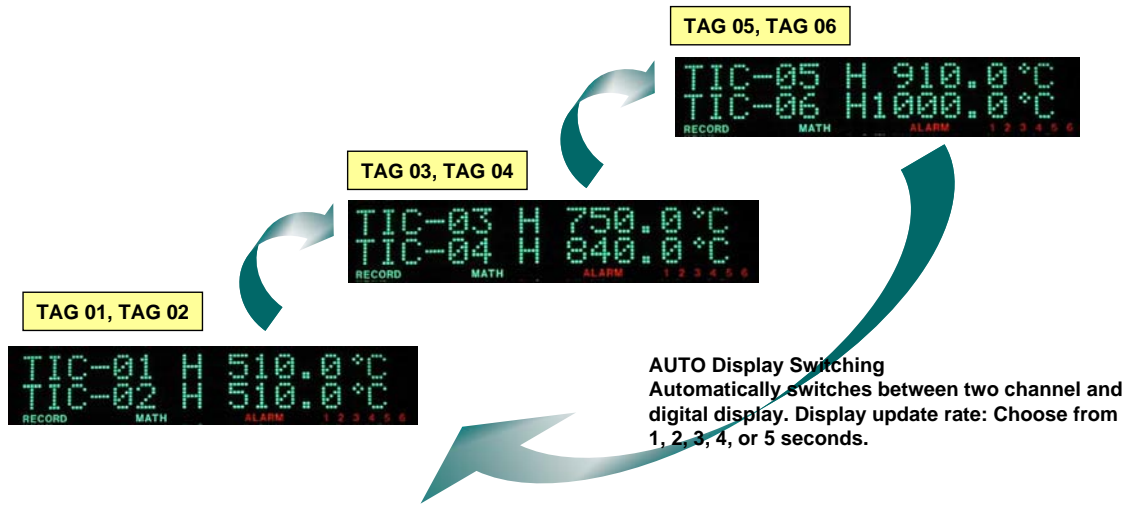 TAG 05, TAG 06
TIC-05 H 910.0°C
TIC-06 H1000.0°C
RECORD MATH ALARM 1 2 3 4 5 6
TAG 03, TAG 04
TIC-03 H 750.0°C
TIC-04 H 840.0°C
RECORD MATH ALARM 1 2 3 4 5 6
TAG 01, TAG 02
TIC-01 H 510.0°C
TIC-02 H 510.0°C
RECORD MATH ALARM 1 2 3 4 5 6
AUTO Display Switching
Automatically switches between two channel and
digital display. Display update rate: Choose from
1, 2, 3, 4, or 5 seconds.